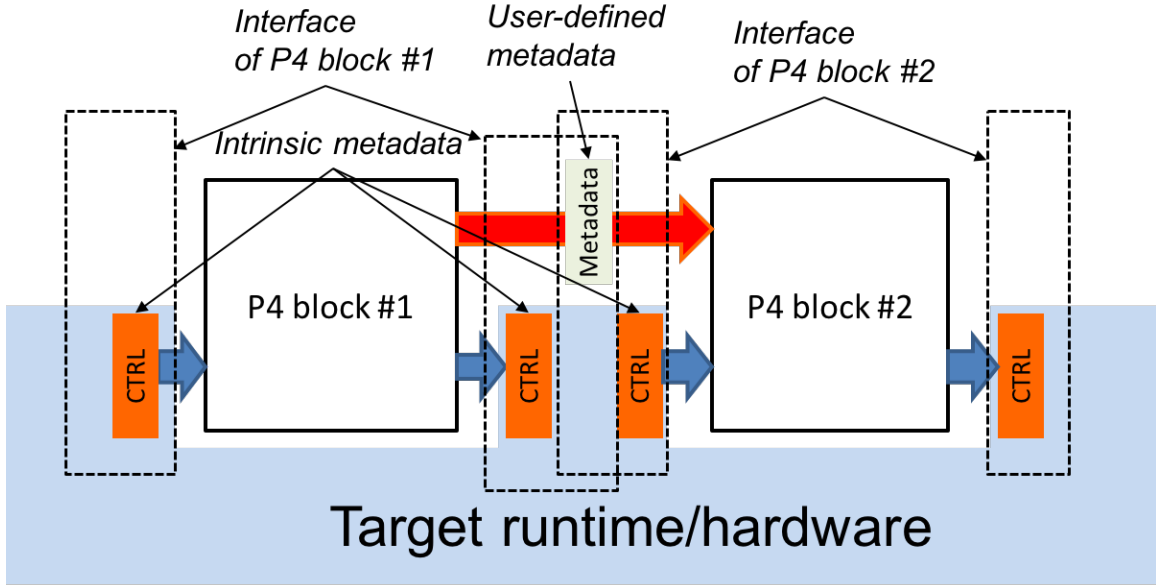 Interface
of P4 block #1
User-defined
metadata
Interface
of P4 block #2
Intrinsic metadata
Metadata
P4 block #1
P4 block #2
CTRL
CTRL
CTRL
CTRL
Target runtime/hardware